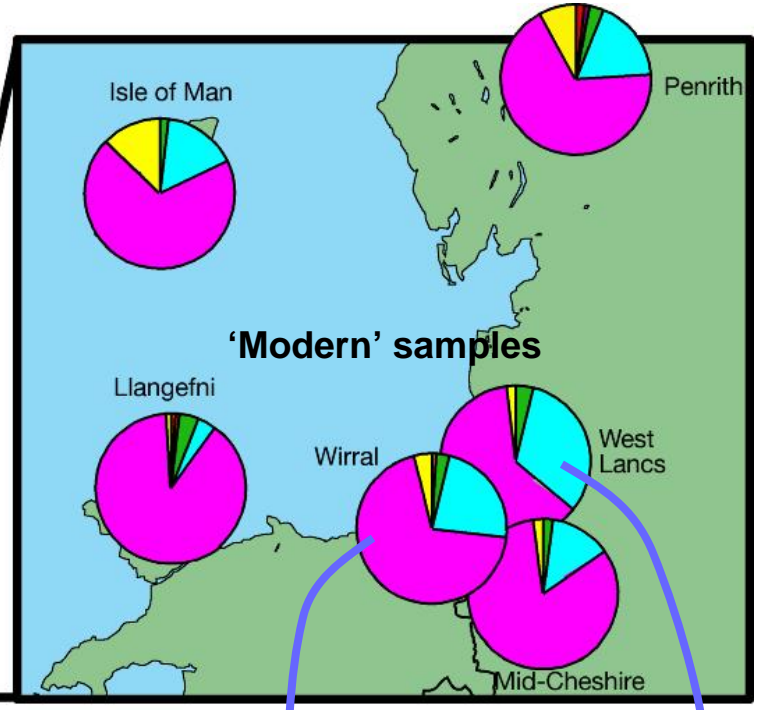 Isle of Man
Penrith
‘Modern’ samples
Llangefni
Wirral
West
Lancs
Mid-Cheshire